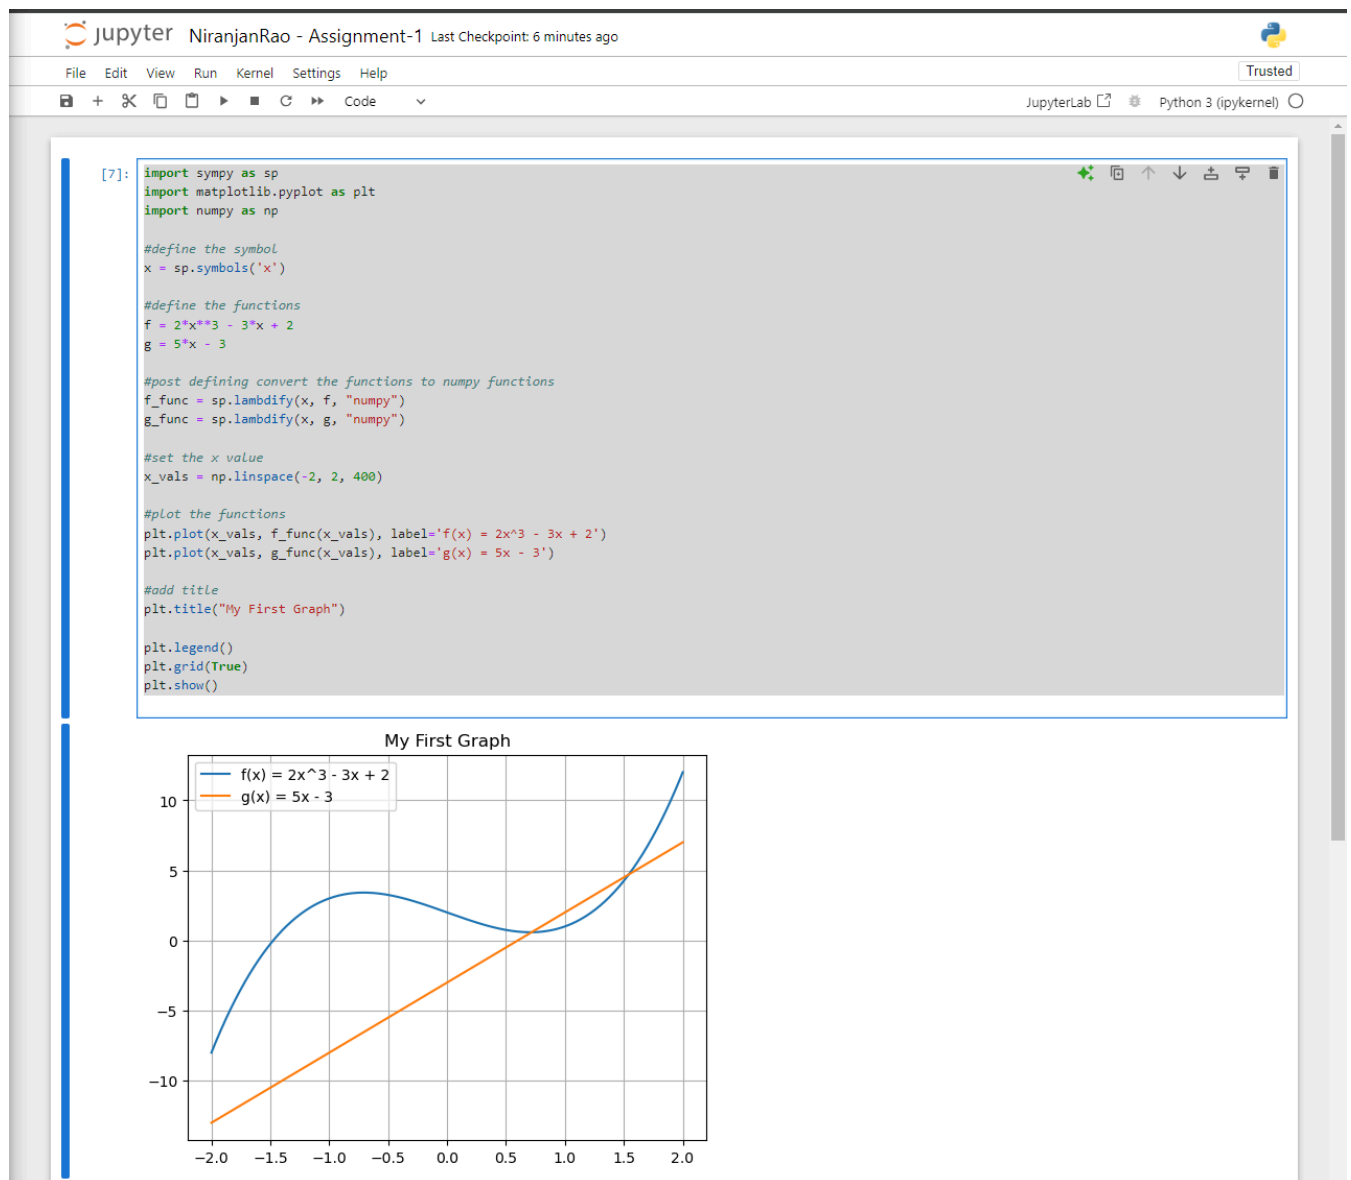 jupyter NiranjanRao - Assignment-1 Last Checkpoint: 6 minutes ago
File Edit View Run Kernel Settings Help
Trusted
Code
JupyterLab
Python 3 (ipykernel)
[7]:
import sympy as sp
import matplotlib.pyplot as plt
import numpy as np
#define the symbol
x = sp.symbols('x')
#define the functions
f = 2*x**3 - 3*x + 2
g = 5*x - 3
#post defining convert the functions to numpy functions
f_func = sp.lambdify(x, f, "numpy")
g_func = sp.lambdify(x, g, "numpy")
#set the x value
x_vals = np.linspace(-2, 2, 400)
#plot the functions
plt.plot(x_vals, f_func(x_vals), label='f(x) = 2x^3 - 3x + 2')
plt.plot(x_vals, g_func(x_vals), label='g(x) = 5x - 3')
#add title
plt.title("My First Graph")
plt.legend()
plt.grid(True)
plt.show()
My First Graph
f(x) = 2x^3 - 3x + 2
g(x) = 5x - 3
10
5
0
−5
−10
−2.0 −1.5 −1.0 −0.5 0.0 0.5 1.0 1.5 2.0